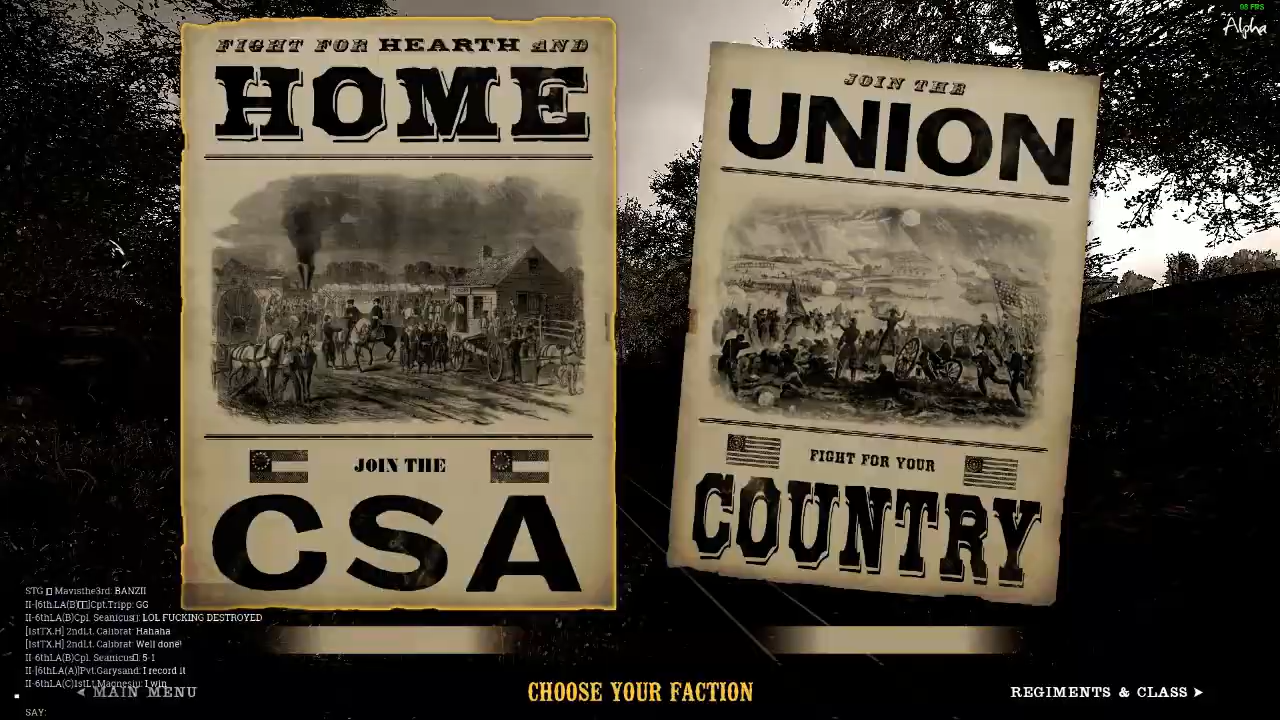 98 FPS
Alpha
FIGHT FOR HEARTH AND
HOME
JOIN THE
CSA
JOIN THE
UNION
FIGHT FOR YOUR
COUNTRY
STG Mavisthe3rd: BANZII
II-[6th.LA(B)]Cpt.Tripp: GG
II-6thLA(B)Cpl. Seanicus: LOL FUCKING DESTROYED
[1stTX.H] 2ndLt. Calibrat: Hahaha
[1stTX.H] 2ndLt. Calibrat: Well done!
II-6thLA(B)Cpl. Seanicus: 5-1
II-[6thLA(A)]Pvt.Garysand: I record it
II-6thLA(C)1stLt.Magnesiu: I win
SAY:
MAIN MENU
CHOOSE YOUR FACTION
REGIMENTS & CLASS